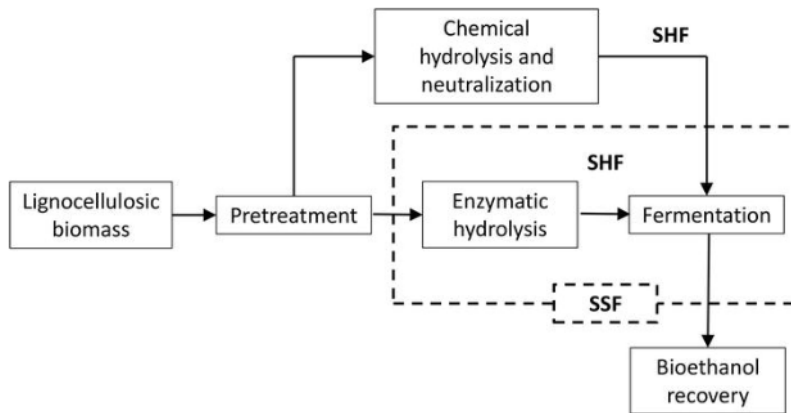 Chemical
hydrolysis and
neutralization
SHF
SHF
Lignocellulosic
biomass
Pretreatment
Enzymatic
hydrolysis
Fermentation
SSF
Bioethanol
recovery